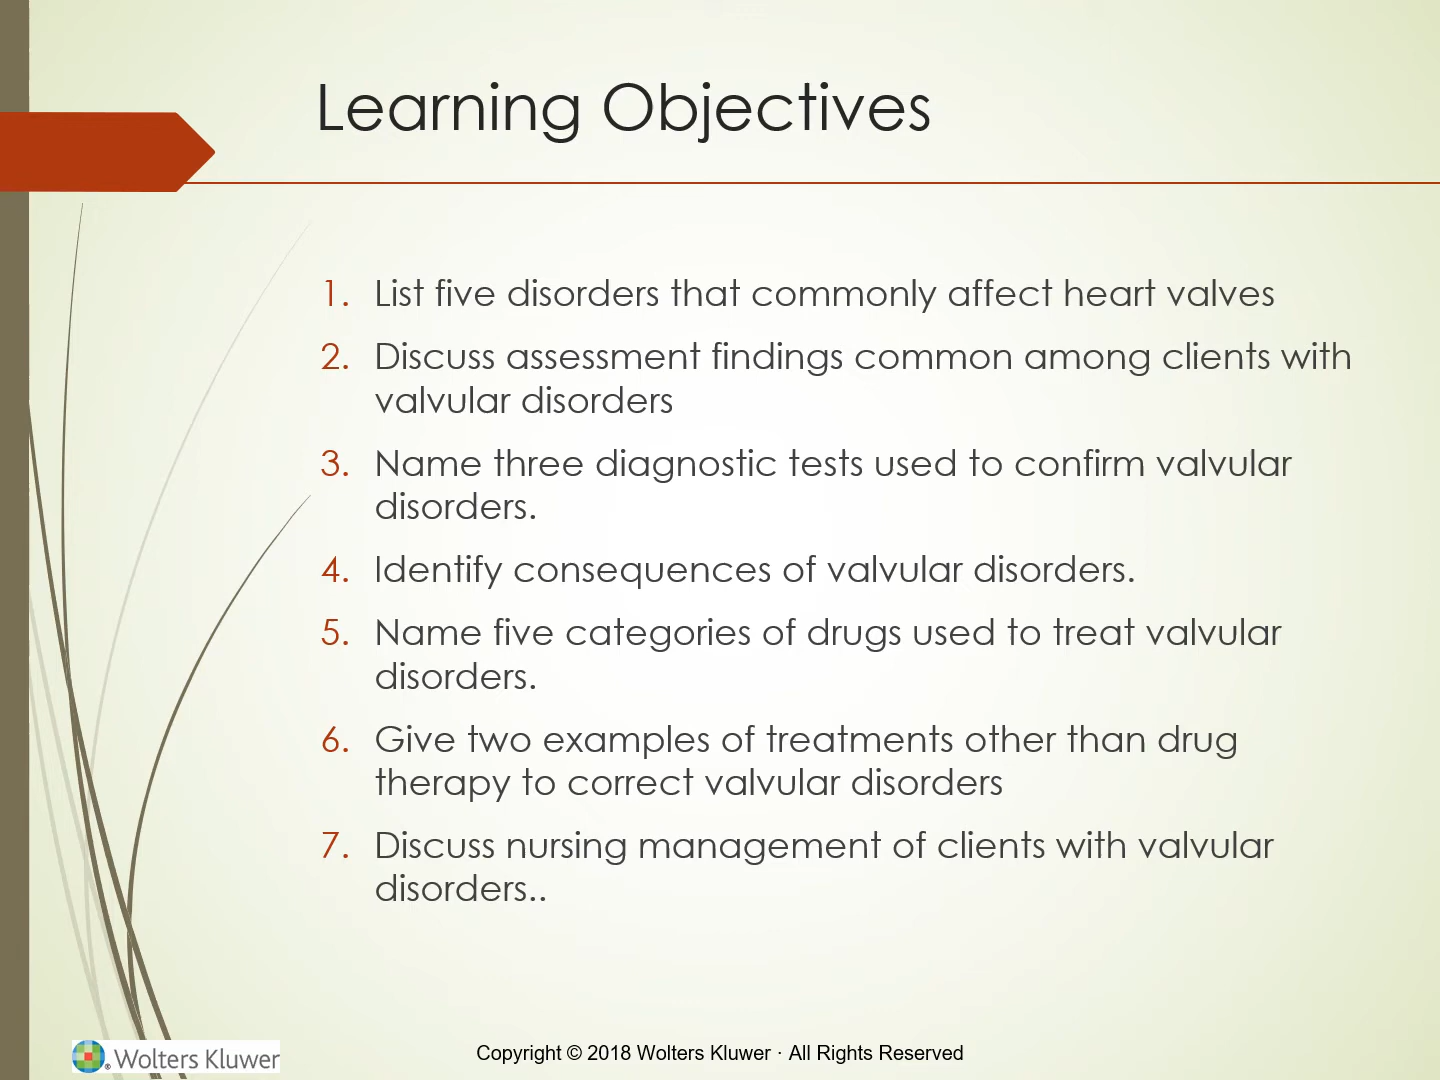 Learning Objectives
1. List five disorders that commonly affect heart valves
2. Discuss assessment findings common among clients with
valvular disorders
3. Name three diagnostic tests used to confirm valvular
disorders.
4. Identify consequences of valvular disorders.
5. Name five categories of drugs used to treat valvular
disorders.
6. Give two examples of treatments other than drug
therapy to correct valvular disorders
7. Discuss nursing management of clients with valvular
disorders..
® Wolters Kluwer
Copyright © 2018 Wolters Kluwer · All Rights Reserved